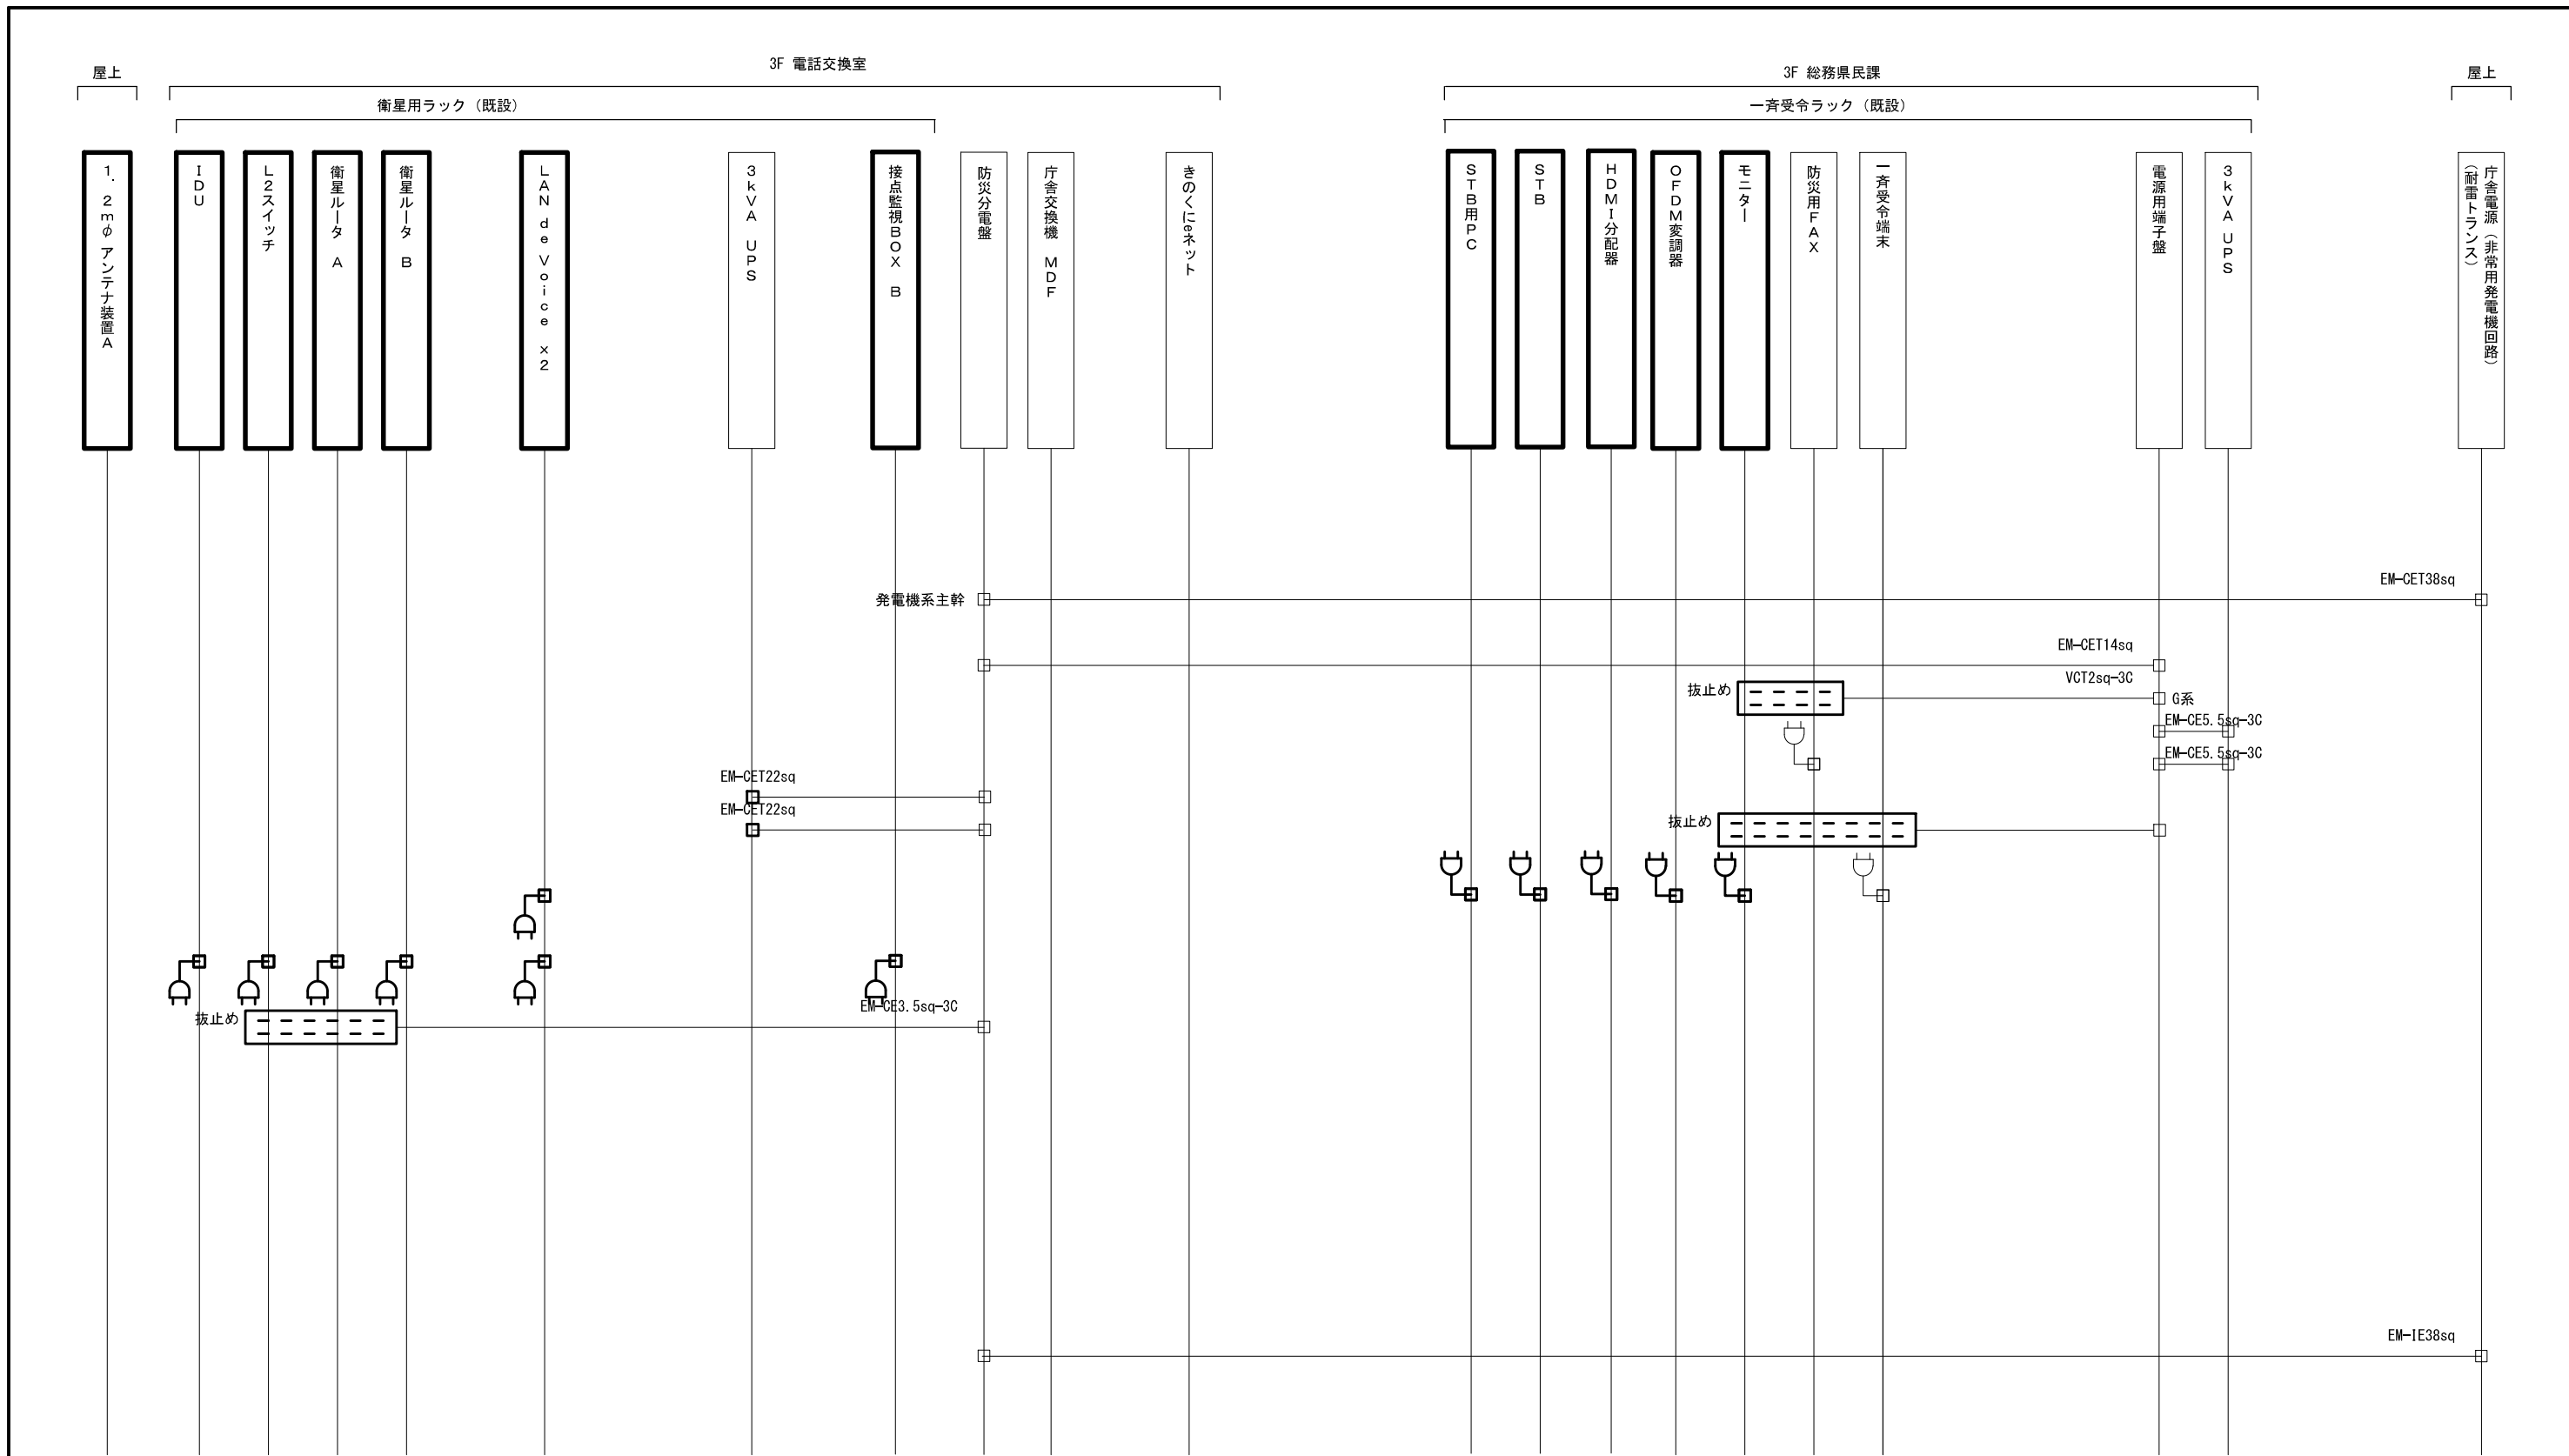 屋上
3F 電話交換室
衛星用ラック（既設）
3F 総務県民課
一斉受令ラック（既設）
屋上
１．２ｍφ アンテナ装置Ａ
ＩＤＵ
Ｌ２スイッチ
衛星ルータ Ａ
衛星ルータ Ｂ
ＬＡＮ ｄｅ Ｖｏｉｃｅ ×２
３ｋＶＡ ＵＰＳ
接点監視ＢＯＸ Ｂ
防災分電盤
庁舎交換機 ＭＤＦ
きのくにeネット
ＳＴＢ用ＰＣ
ＳＴＢ
ＨＤＭＩ分配器
ＯＦＤＭ変調器
モニター
防災用ＦＡＸ
一斉受令端末
電源用端子盤
３ｋＶＡ ＵＰＳ
庁舎電源（非常用発電機回路）
（耐雷トランス）
EM-CET38sq
発電機系主幹
EM-CET14sq
VCT2sq-3C
抜止め
G系
EM-CE5.5sq-3C
EM-CE5.5sq-3C
EM-CET22sq
EM-CET22sq
抜止め
EM-CE3.5sq-3C
抜止め
EM-IE38sq